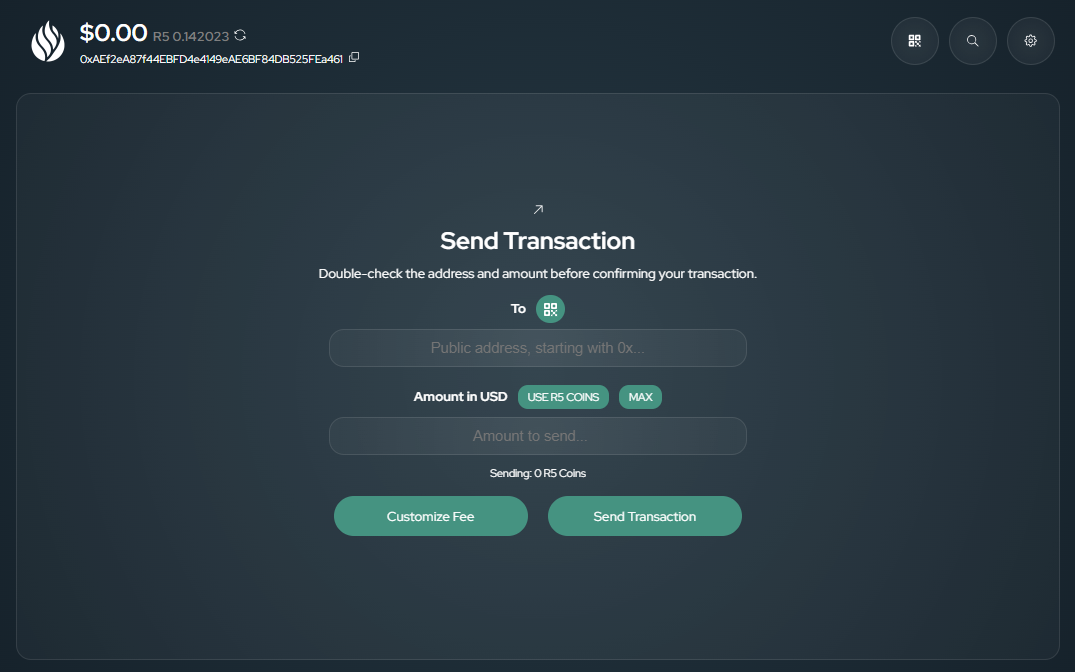 $0.00 R5 0.142023
0xAEf2eA87f44EBFD4e4149eAE6BF84DB525FEa461
Send Transaction
Double-check the address and amount before confirming your transaction.
To
Public address, starting with 0x...
Amount in USD USE R5 COINS MAX
Amount to send...
Sending: 0 R5 Coins
Customize Fee Send Transaction